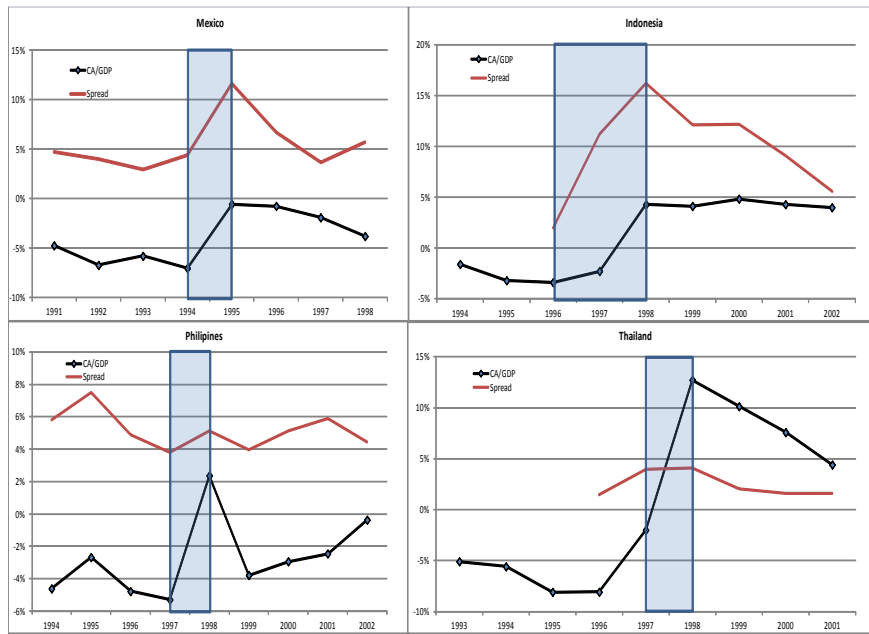 Mexico
15%
10%
5%
0%
-5%
-10%
CA/GDP
Spread
1991 1992 1993 1994 1995 1996 1997 1998
Indonesia
20%
15%
10%
5%
0%
-5%
CA/GDP
Spread
1994 1995 1996 1997 1998 1999 2000 2001 2002
Philipines
10%
8%
6%
4%
2%
0%
-2%
-4%
-6%
CA/GDP
Spread
1994 1995 1996 1997 1998 1999 2000 2001 2002
Thailand
15%
10%
5%
0%
-5%
-10%
CA/GDP
Spread
1993 1994 1995 1996 1997 1998 1999 2000 2001